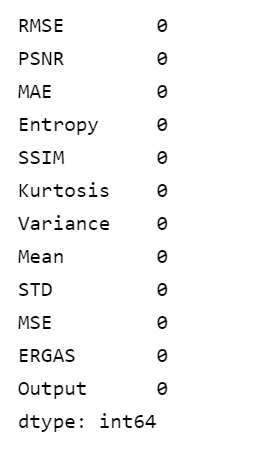 RMSE 0
PSNR 0
MAE 0
Entropy 0
SSIM 0
Kurtosis 0
Variance 0
Mean 0
STD 0
MSE 0
ERGAS 0
Output 0
dtype: int64